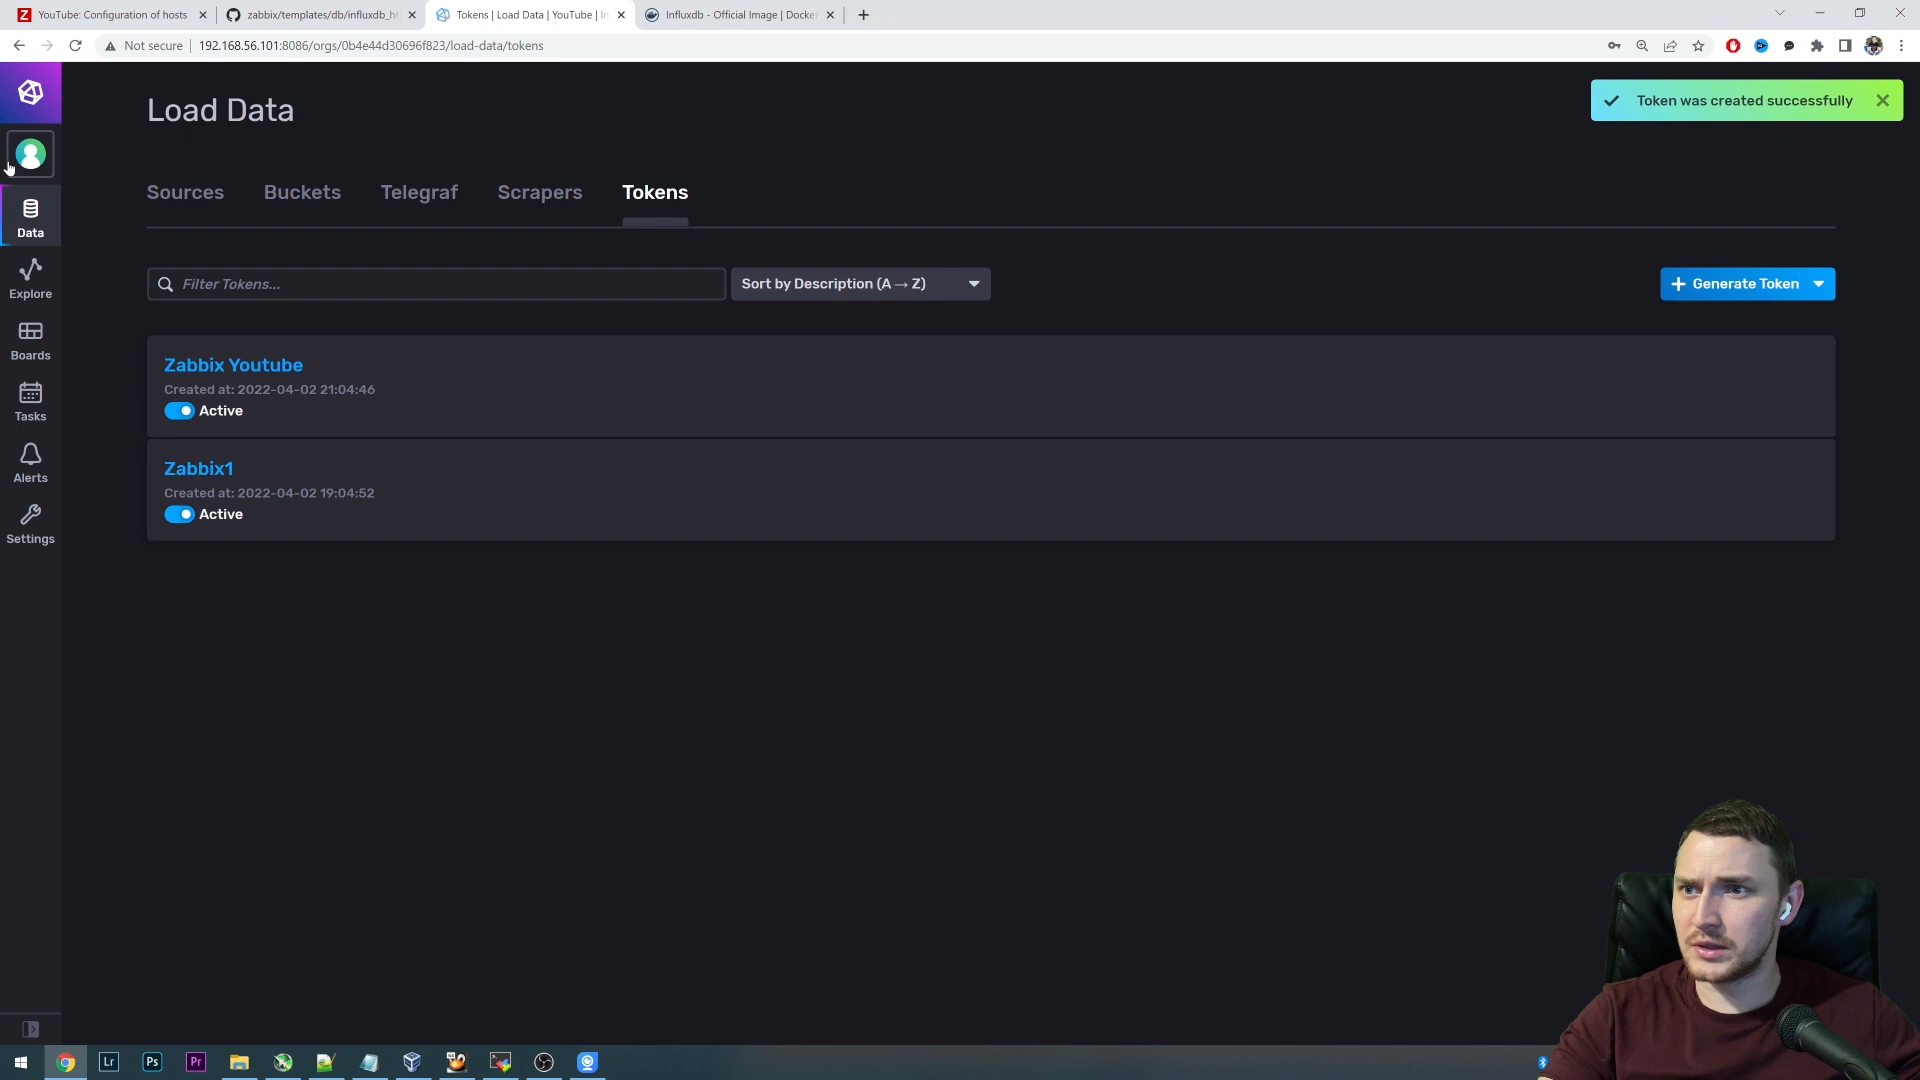 YouTube: Configuration of hosts
zabbix/templates/db/influxdb_ht
Tokens | Load Data | YouTube | In
Influxdb - Official Image | Docker
Not secure
192.168.56.101:8086/orgs/0b4e44d30696f823/load-data/tokens
Load Data
Token was created successfully
Sources
Buckets
Telegraf
Scrapers
Tokens
Filter Tokens...
Sort by Description (A → Z)
Generate Token
Zabbix Youtube
Created at: 2022-04-02 21:04:46
Active
Zabbix1
Created at: 2022-04-02 19:04:52
Active
Data
Explore
Boards
Tasks
Alerts
Settings
Lr
Ps
Pr